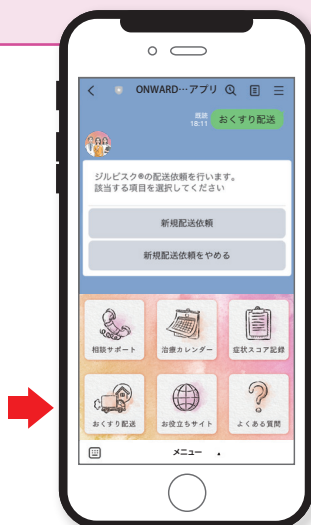 ONWARD…アプリ
既読
18:11
おくすり配送
ジルビスク®の配送依頼を行います。
該当する項目を選択してください
新規配送依頼
新規配送依頼をやめる
相談サポート
治療カレンダー
症状スコア記録
おくすり配送
お役立ちサイト
よくある質問
メニュー